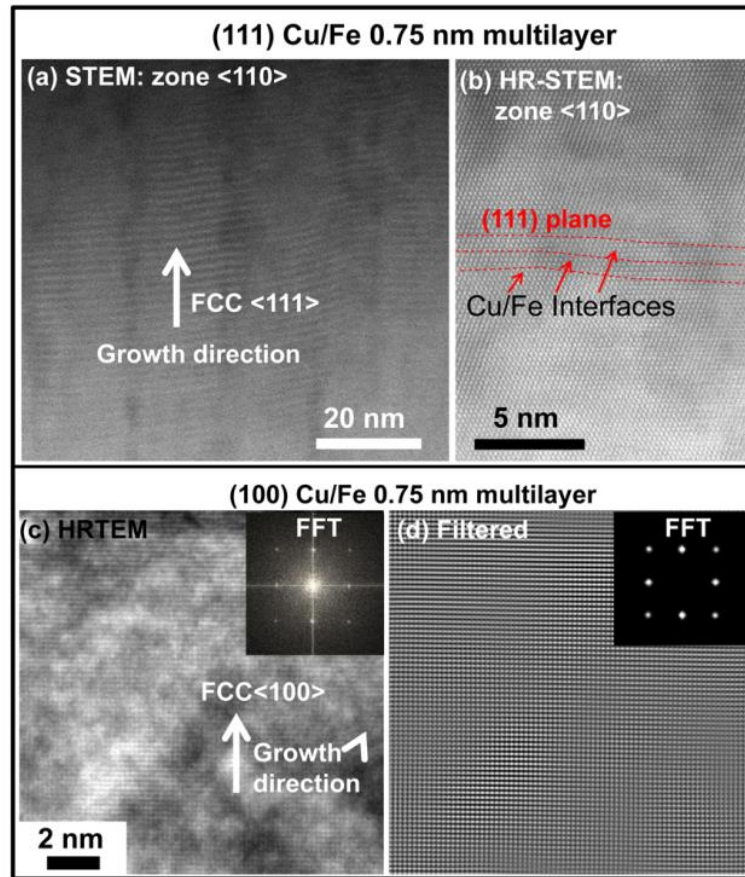 (111) Cu/Fe 0.75 nm multilayer
(a) STEM: zone <110>
FCC <111>
Growth direction
20 nm
(b) HR-STEM:
zone <110>
(111) plane
Cu/Fe Interfaces
5 nm
(100) Cu/Fe 0.75 nm multilayer
(c) HRTEM
FFT
FCC<100>
Growth
direction
2 nm
(d) Filtered
FFT